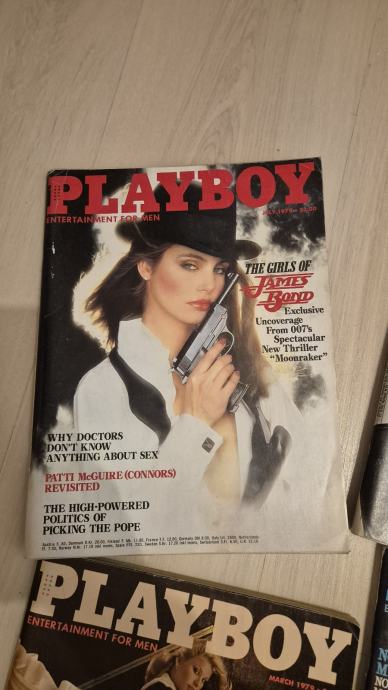 PLAYBOY
ENTERTAINMENT FOR MEN
JULY 1979
THE GIRLS OF
JAMES
BOND
Exclusive
Uncoverage
From 007's
Spectacular
New Thriller
"Moonraker"
WHY DOCTORS
DON'T KNOW
ANYTHING ABOUT SEX
PATTI McGUIRE (CONNORS)
REVISITED
THE HIGH-POWERED
POLITICS OF
PICKING THE POPE
PLAYBOY
ENTERTAINMENT FOR MEN
MARCH 1979